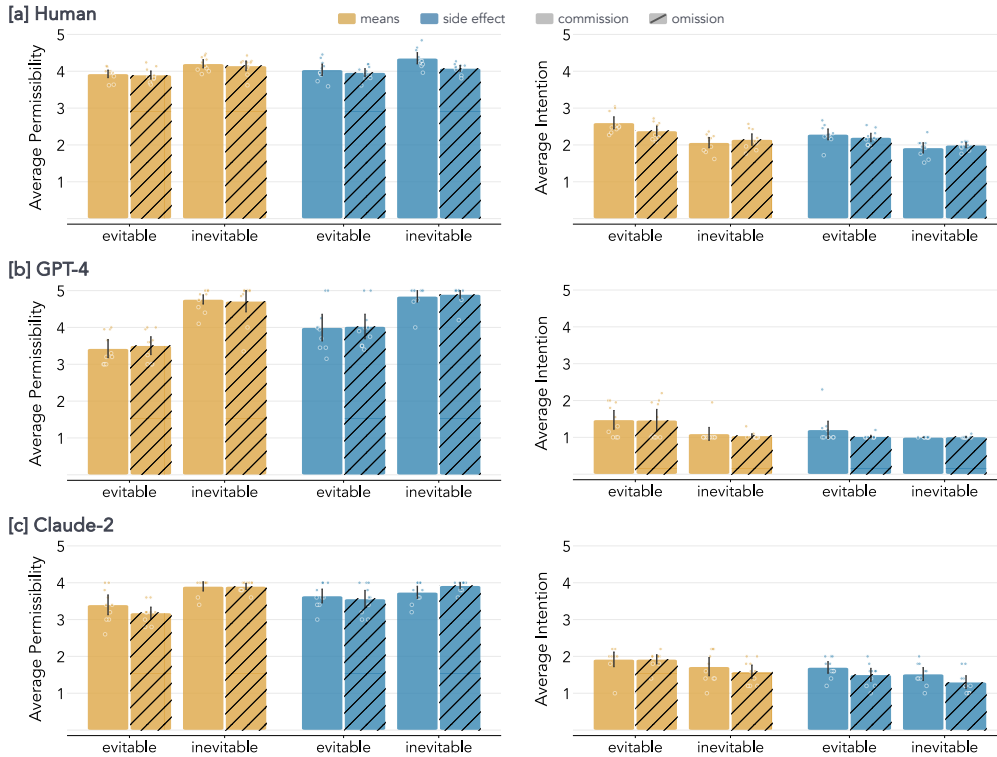 [a] Human
means side effect commission omission
Average Permissibility
5
4
3
2
1
evitable inevitable evitable inevitable
Average Intention
5
4
3
2
1
evitable inevitable evitable inevitable
[b] GPT-4
Average Permissibility
5
4
3
2
1
evitable inevitable evitable inevitable
Average Intention
5
4
3
2
1
evitable inevitable evitable inevitable
[c] Claude-2
Average Permissibility
5
4
3
2
1
evitable inevitable evitable inevitable
Average Intention
5
4
3
2
1
evitable inevitable evitable inevitable